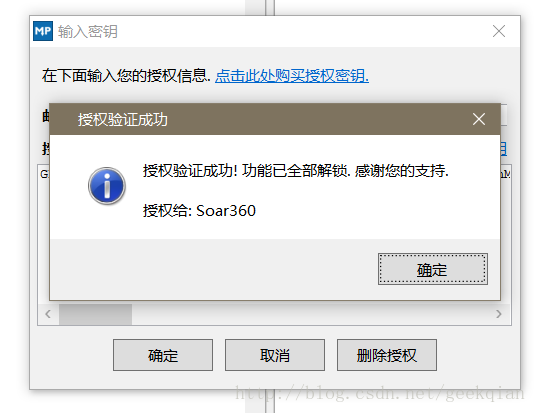 MP 输入密钥
在下面输入您的授权信息. 点击此处购买授权密钥.
授权验证成功
授权验证成功! 功能已全部解锁. 感谢您的支持.
授权给: Soar360
确定
确定
取消
删除授权
http://blog.csdn.net/geekqian